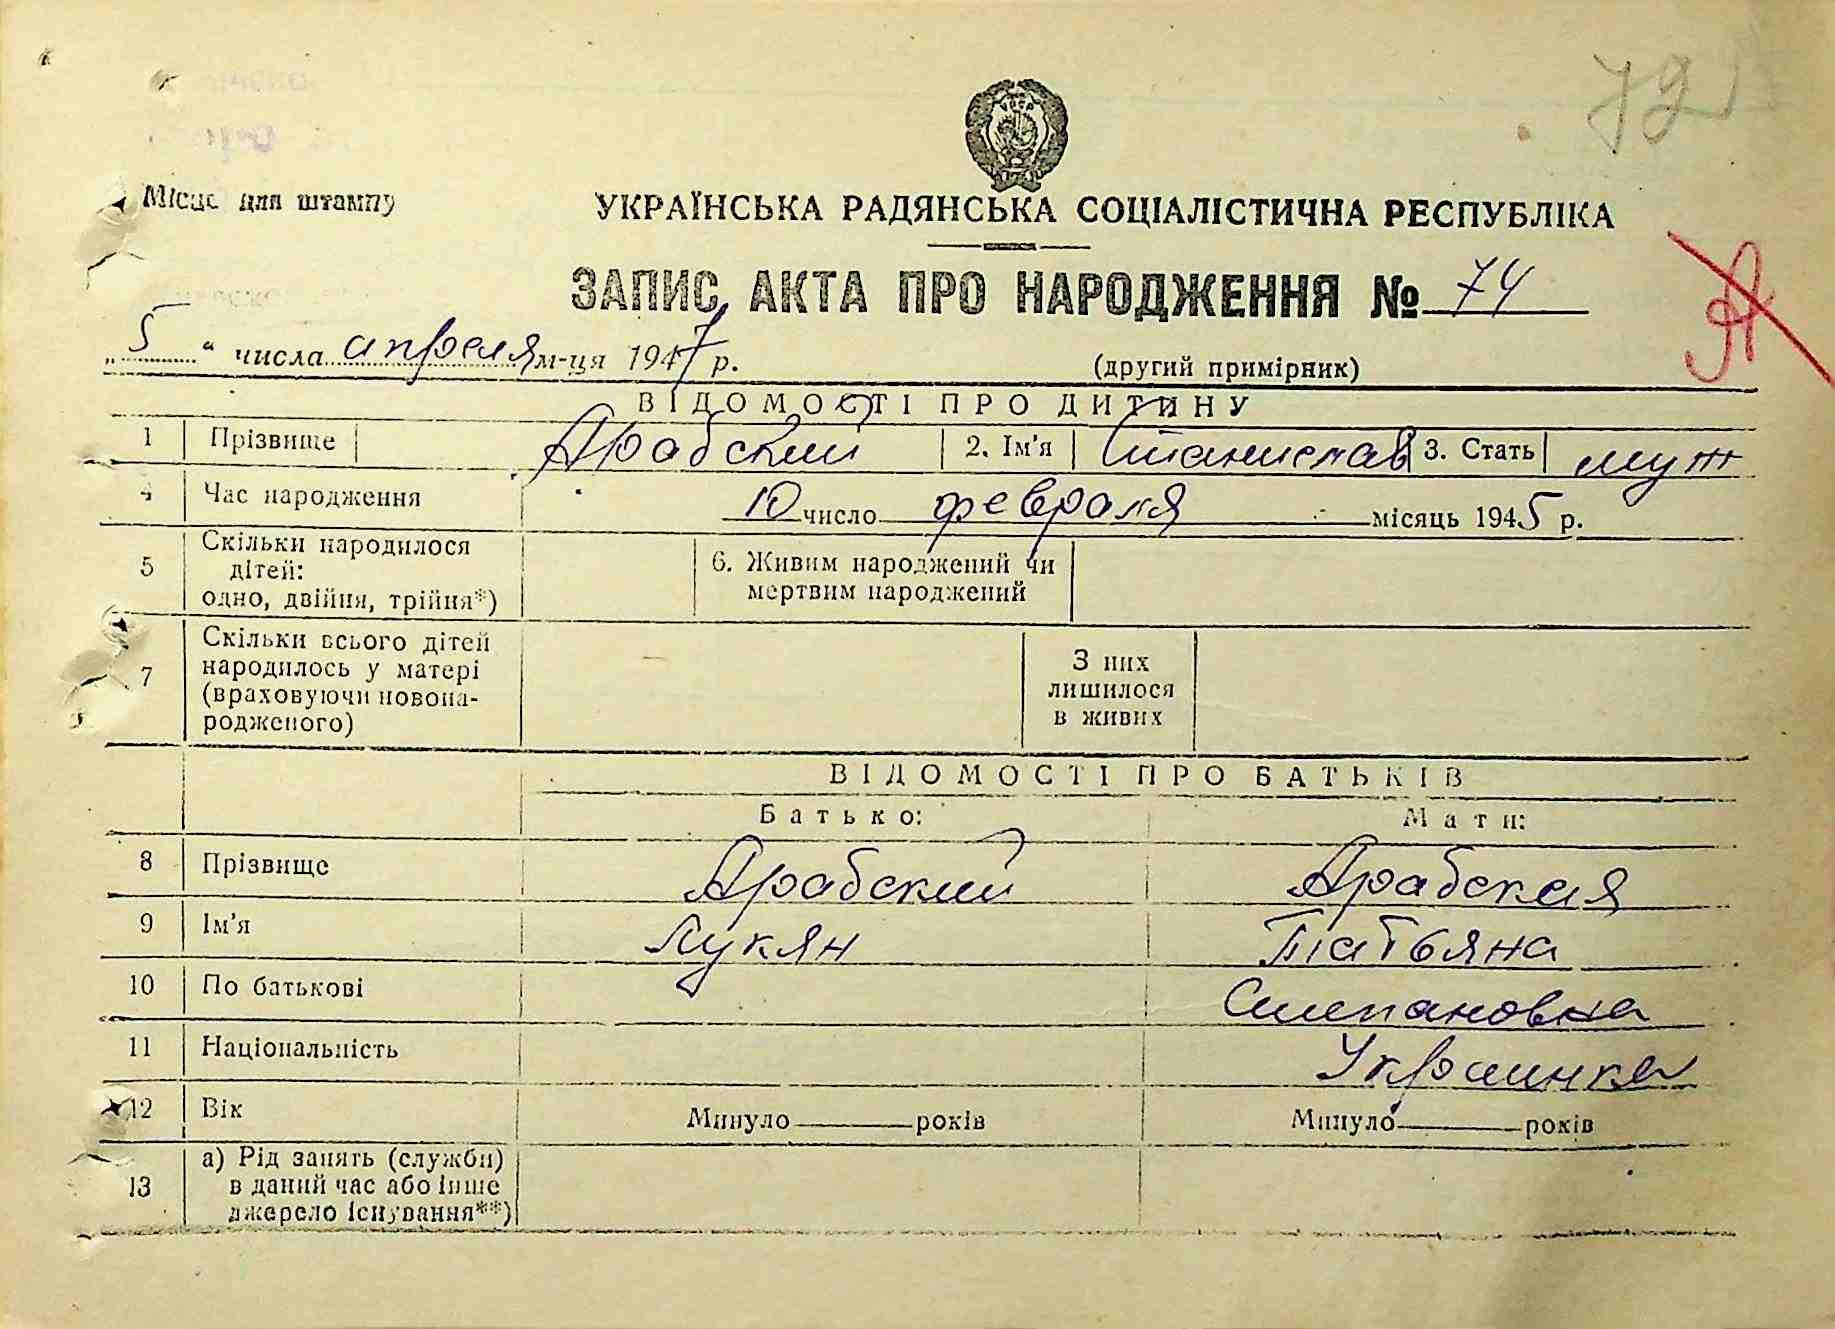 72
Місце для штампу
УКРАЇНСЬКА РАДЯНСЬКА СОЦІАЛІСТИЧНА РЕСПУБЛІКА
ЗАПИС АКТА ПРО НАРОДЖЕННЯ № 74
„5“ числа апреля м-ця 1947 р.
(другий примірник)
ВІДОМОСТІ ПРО ДИТИНУ
1 Прізвище Арабский 2. Ім'я Станислав 3. Стать муж
4 Час народження 10 число февраля місяць 1945 р.
5 Скільки народилося дітей: одно, двійня, трійня*) 6. Живим народжений чи мертвим народжений
7 Скільки всього дітей народилось у матері (враховуючи новонародженого) З них лишилося в живих
ВІДОМОСТІ ПРО БАТЬКІВ
Батько: Мати:
8 Прізвище Арабский Арабская
9 Ім'я Лукян Татьяна
10 По батькові Степановна
11 Національність Украинка
12 Вік Минуло років Минуло років
13 а) Рід занять (служби) в даний час або інше джерело існування**)